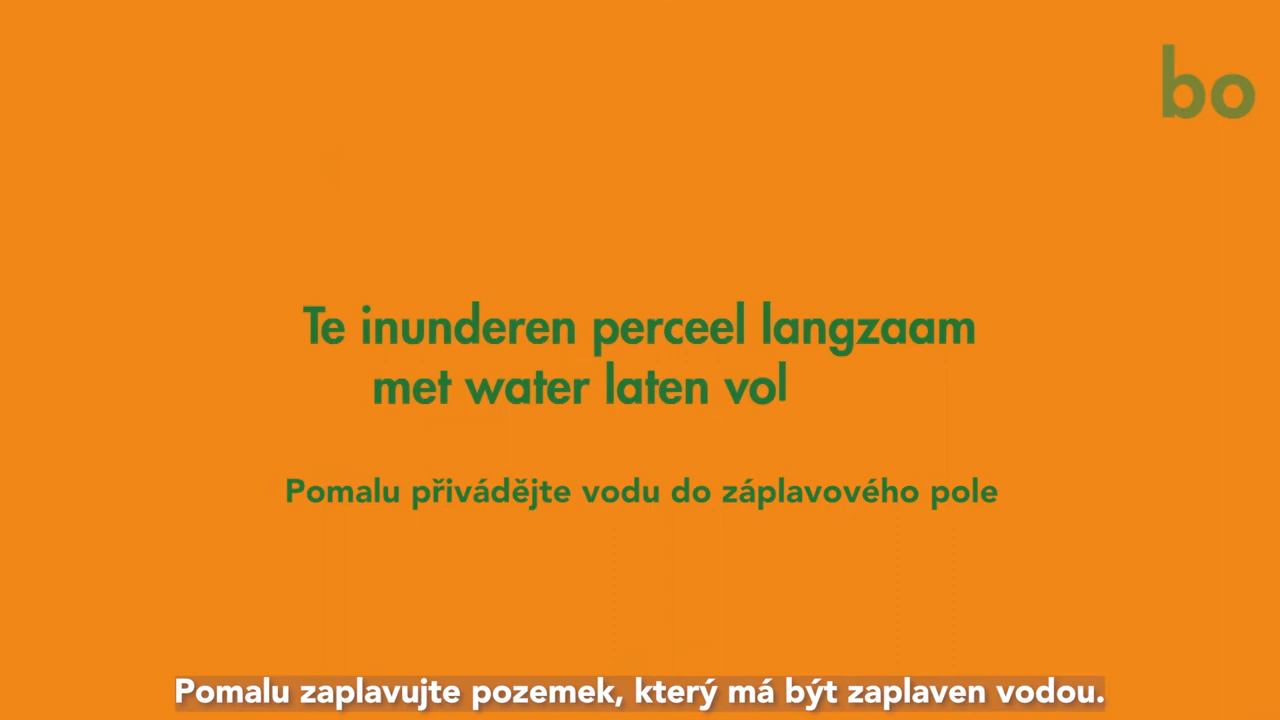 bo
Te inunderen perceel langzaam
met water laten vol
Pomalu přivádějte vodu do záplavového pole
Pomalu zaplavujte pozemek, který má být zaplaven vodou.